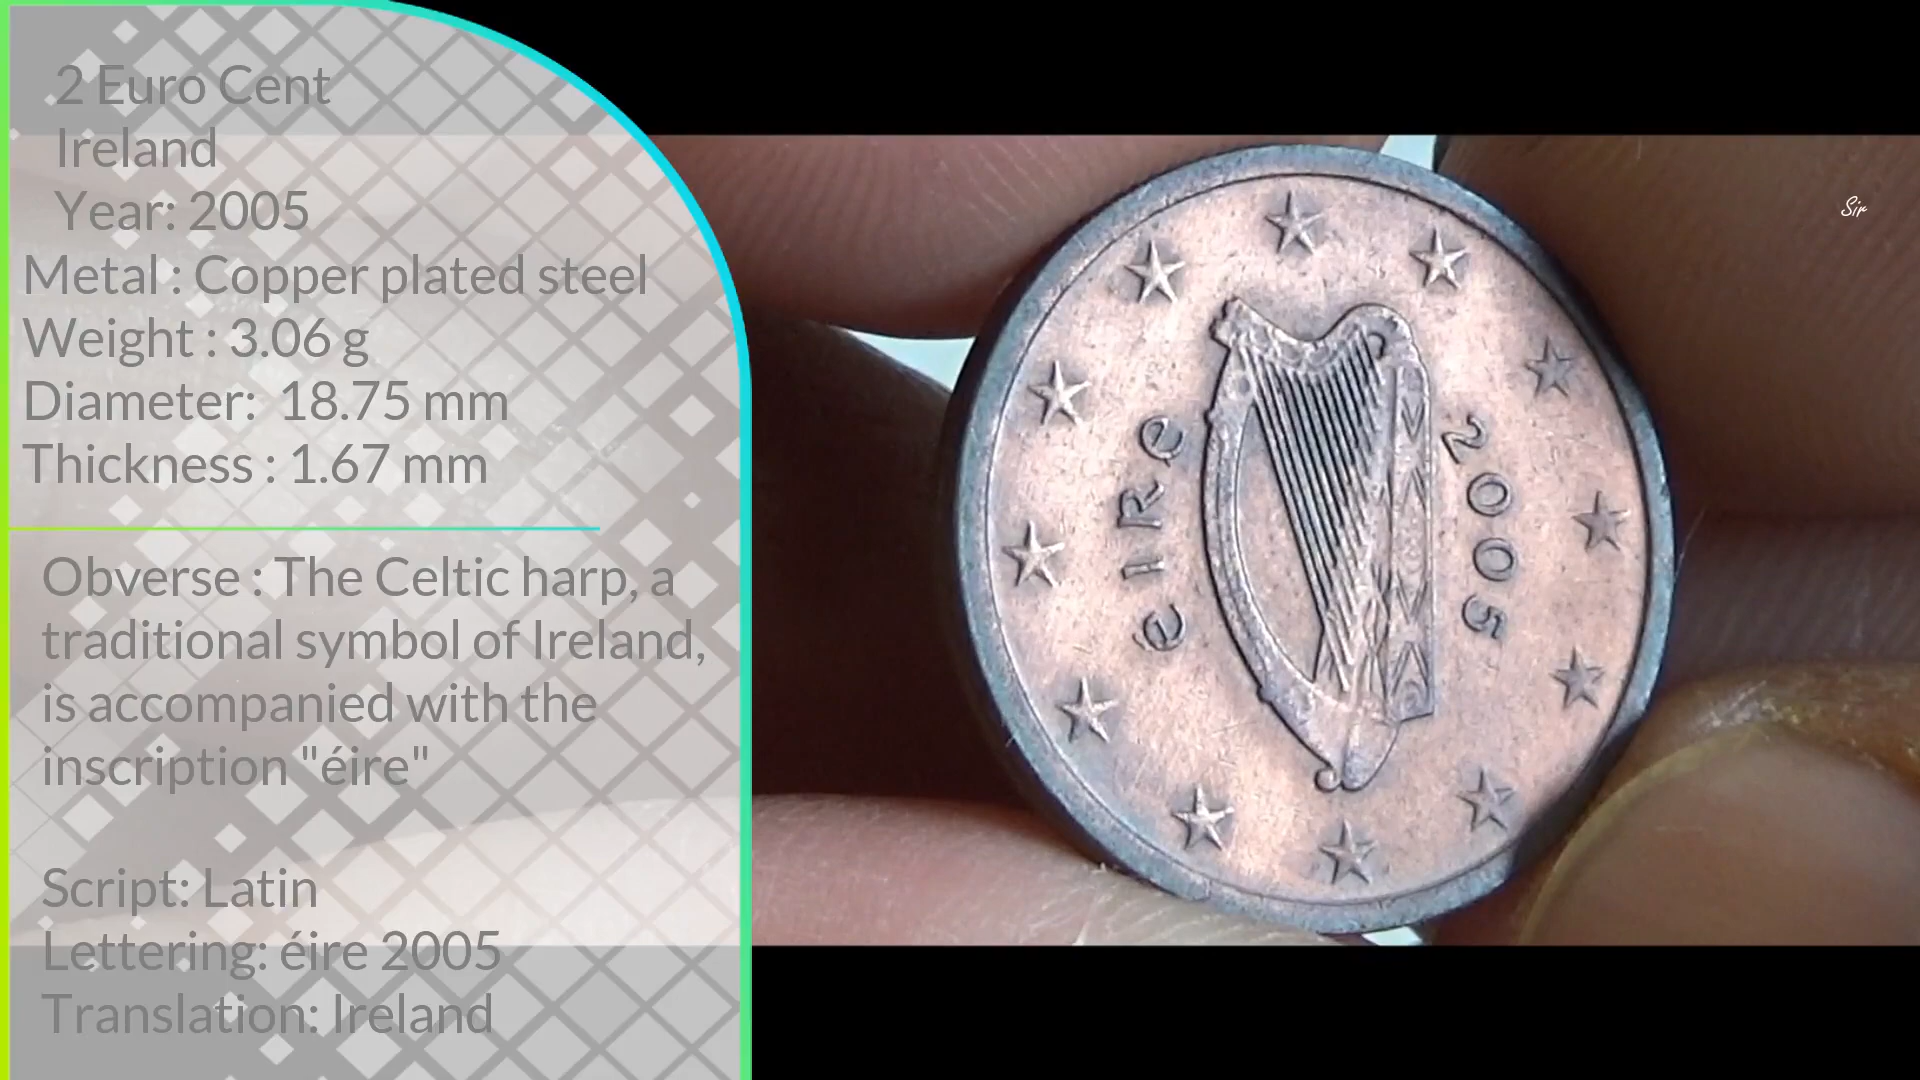 2 Euro Cent
Ireland
Year: 2005
Metal : Copper plated steel
Weight : 3.06 g
Diameter: 18.75 mm
Thickness : 1.67 mm
Obverse : The Celtic harp, a
traditional symbol of Ireland,
is accompanied with the
inscription "éire"
Script: Latin
Lettering: éire 2005
Translation: Ireland
éIRe
2005
Sir